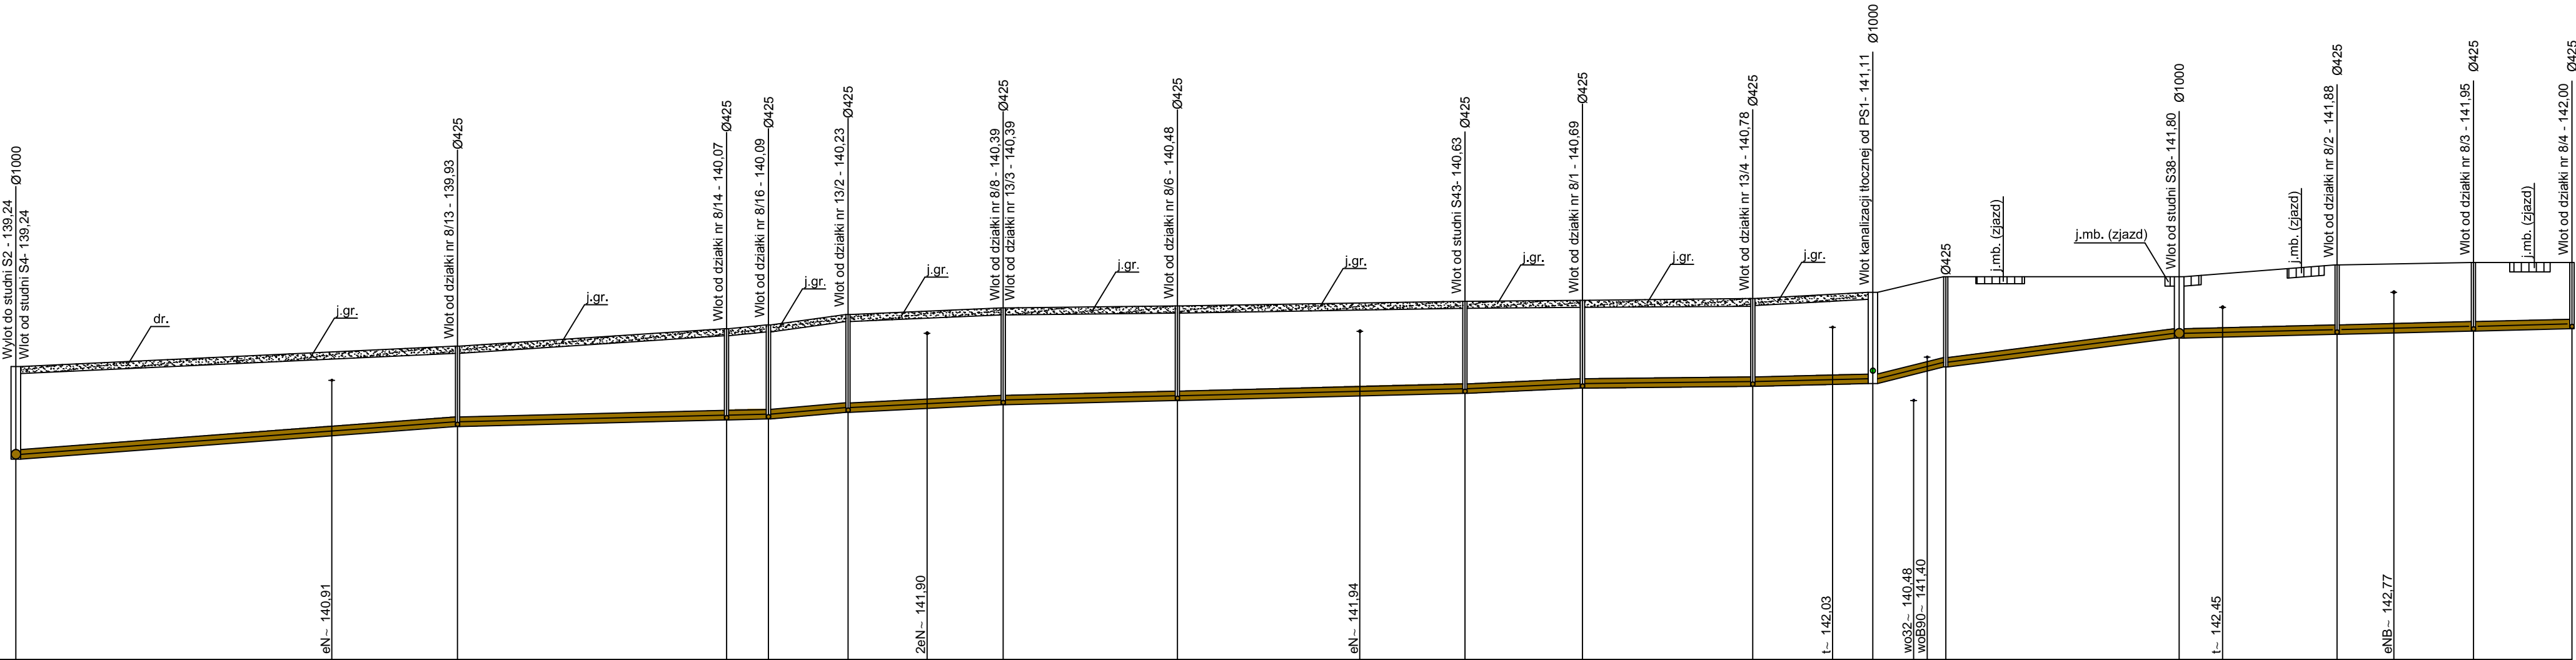 Ø1000
Wylot do studni S2 - 139,24
Wlot od studni S4- 139,24
dr.
eN~ 140,91
j.gr.
Ø425
Wlot od działki nr 8/13 - 139,93
j.gr.
Ø425
Wlot od działki nr 8/14 - 140,07
Ø425
Wlot od działki nr 8/16 - 140,09
j.gr.
Ø425
Wlot od działki nr 13/2 - 140,23
2eN~ 141,90
j.gr.
Ø425
Wlot od działki nr 8/8 - 140,39
Wlot od działki nr 13/3 - 140,39
j.gr.
Ø425
Wlot od działki nr 8/6 - 140,48
j.gr.
eN~ 141,94
Ø425
Wlot od studni S43- 140,63
j.gr.
Ø425
Wlot od działki nr 8/1 - 140,69
j.gr.
Ø425
Wlot od działki nr 13/4 - 140,78
j.gr.
t~ 142,03
Ø1000
Wlot kanalizacji tłocznej od PS1- 141,11
wo32~ 140,48
woB90~ 141,40
Ø425
j.mb. (zjazd)
j.mb. (zjazd)
Ø1000
Wlot od studni S38- 141,80
t~ 142,45
j.mb. (zjazd)
Ø425
Wlot od działki nr 8/2 - 141,88
eNB~ 142,77
Ø425
Wlot od działki nr 8/3 - 141,95
j.mb. (zjazd)
Ø425
Wlot od działki nr 8/4 - 142,00